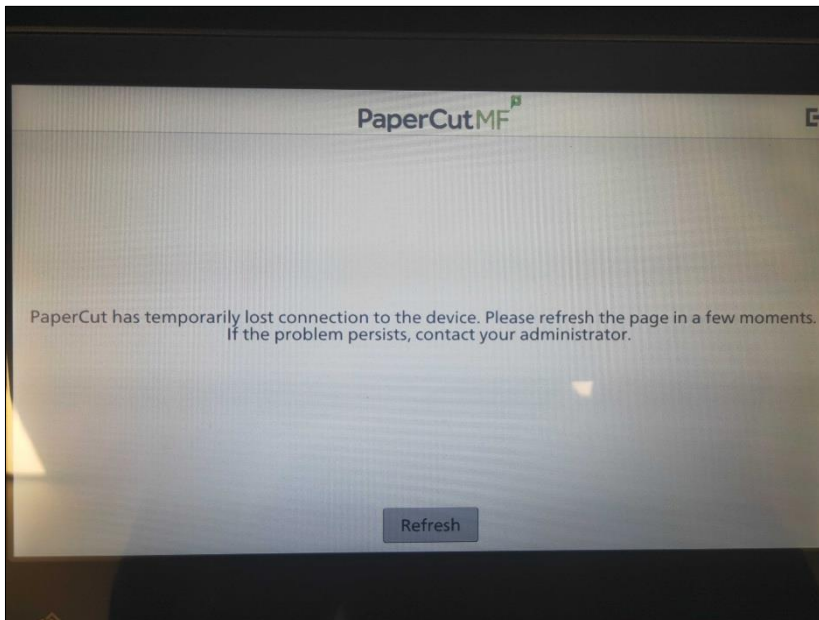 PaperCutMF
PaperCut has temporarily lost connection to the device. Please refresh the page in a few moments.
If the problem persists, contact your administrator.
Refresh